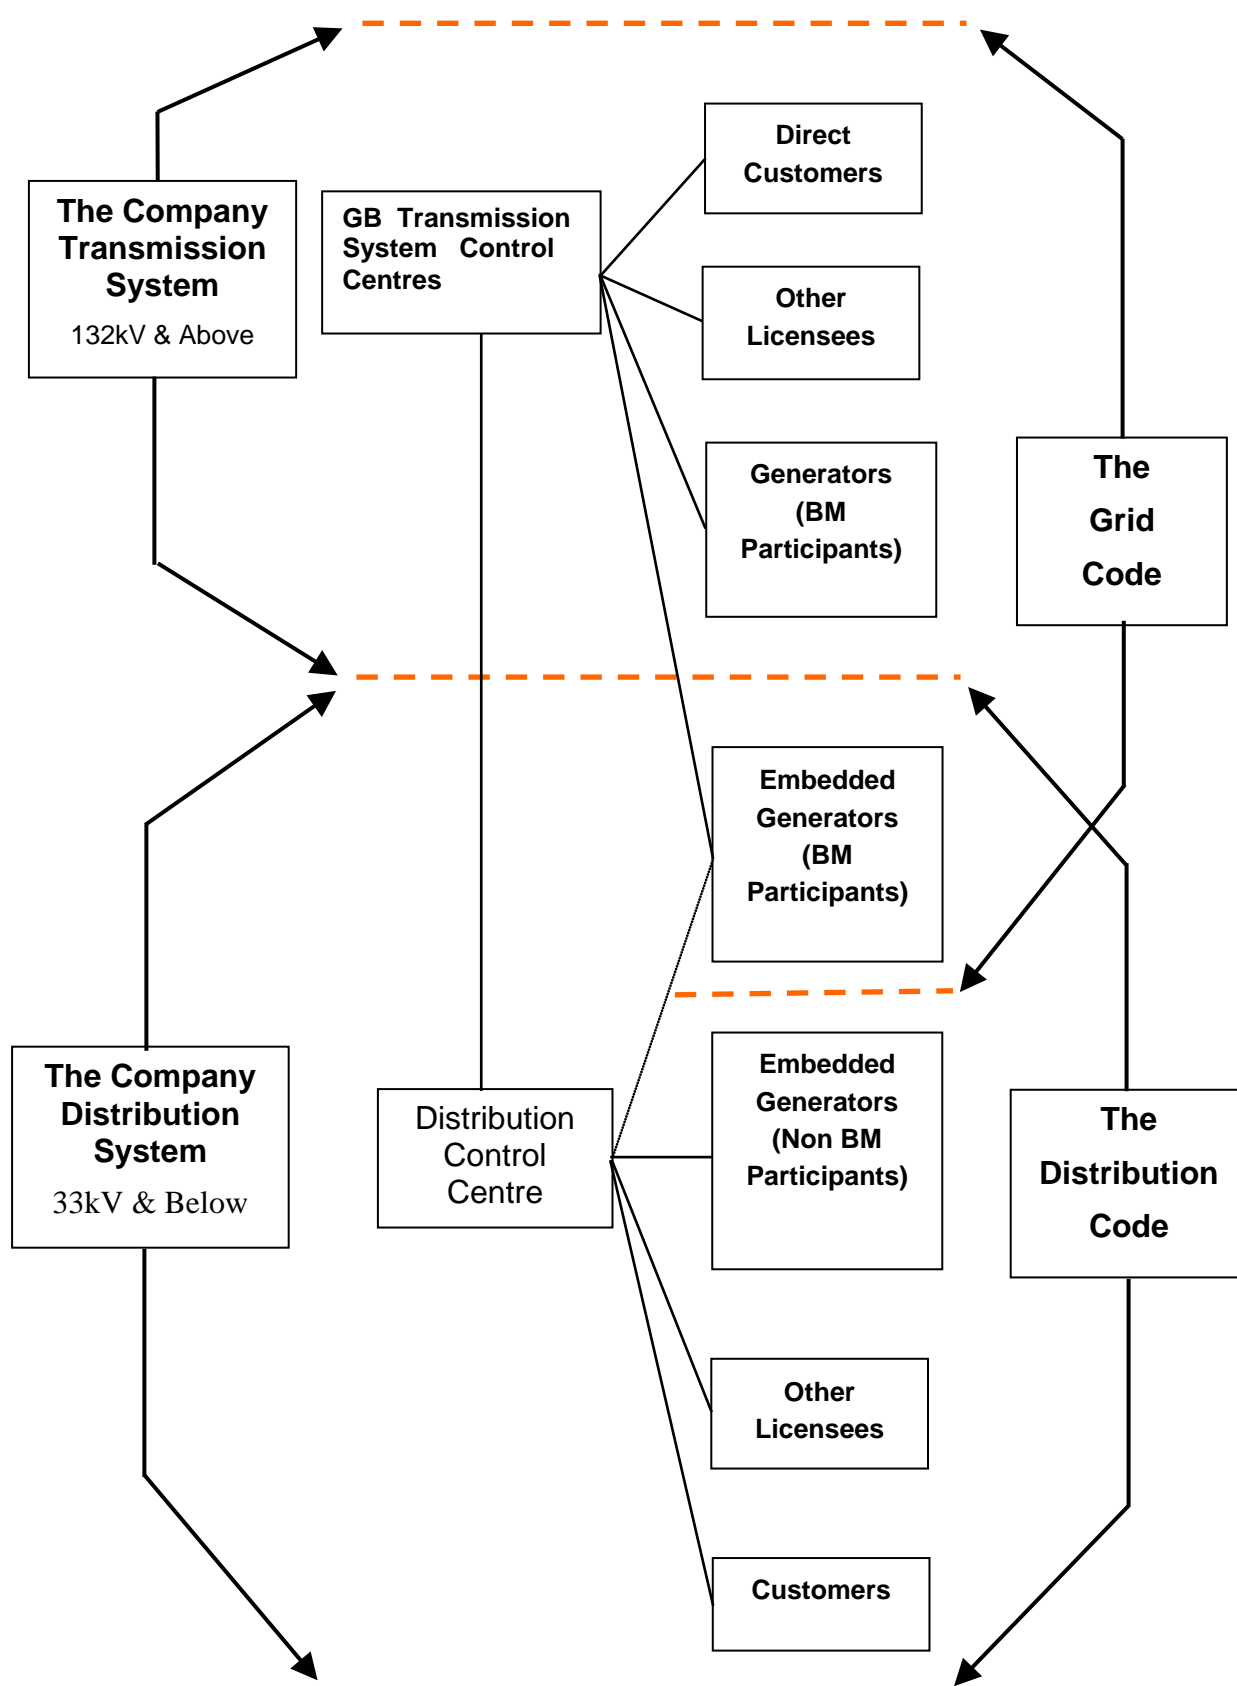 Direct
Customers
The Company
Transmission
System
132kV & Above
GB Transmission
System Control
Centres
Other
Licensees
Generators
(BM
Participants)
The
Grid
Code
Embedded
Generators
(BM
Participants)
The Company
Distribution
System
33kV & Below
Distribution
Control
Centre
Embedded
Generators
(Non BM
Participants)
The
Distribution
Code
Other
Licensees
Customers